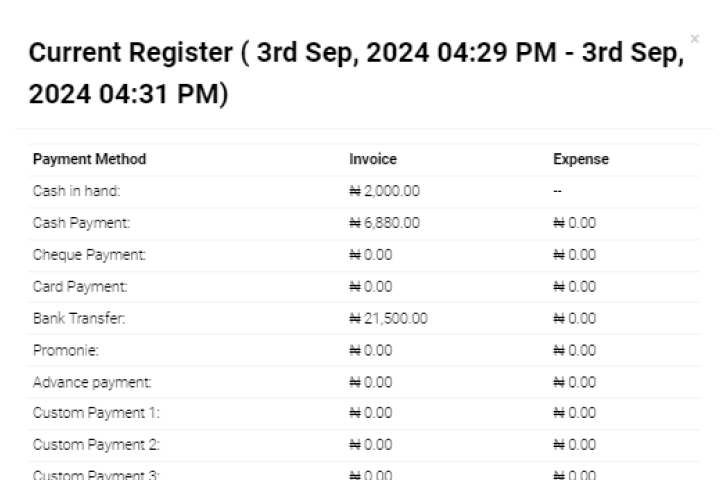 ×
Current Register ( 3rd Sep, 2024 04:29 PM - 3rd Sep,
2024 04:31 PM)
Payment Method Invoice Expense
Cash in hand: ₦ 2,000.00 --
Cash Payment: ₦ 6,880.00 ₦ 0.00
Cheque Payment: ₦ 0.00 ₦ 0.00
Card Payment: ₦ 0.00 ₦ 0.00
Bank Transfer: ₦ 21,500.00 ₦ 0.00
Promonie: ₦ 0.00 ₦ 0.00
Advance payment: ₦ 0.00 ₦ 0.00
Custom Payment 1: ₦ 0.00 ₦ 0.00
Custom Payment 2: ₦ 0.00 ₦ 0.00
Custom Payment 3: ₦ 0.00 ₦ 0.00